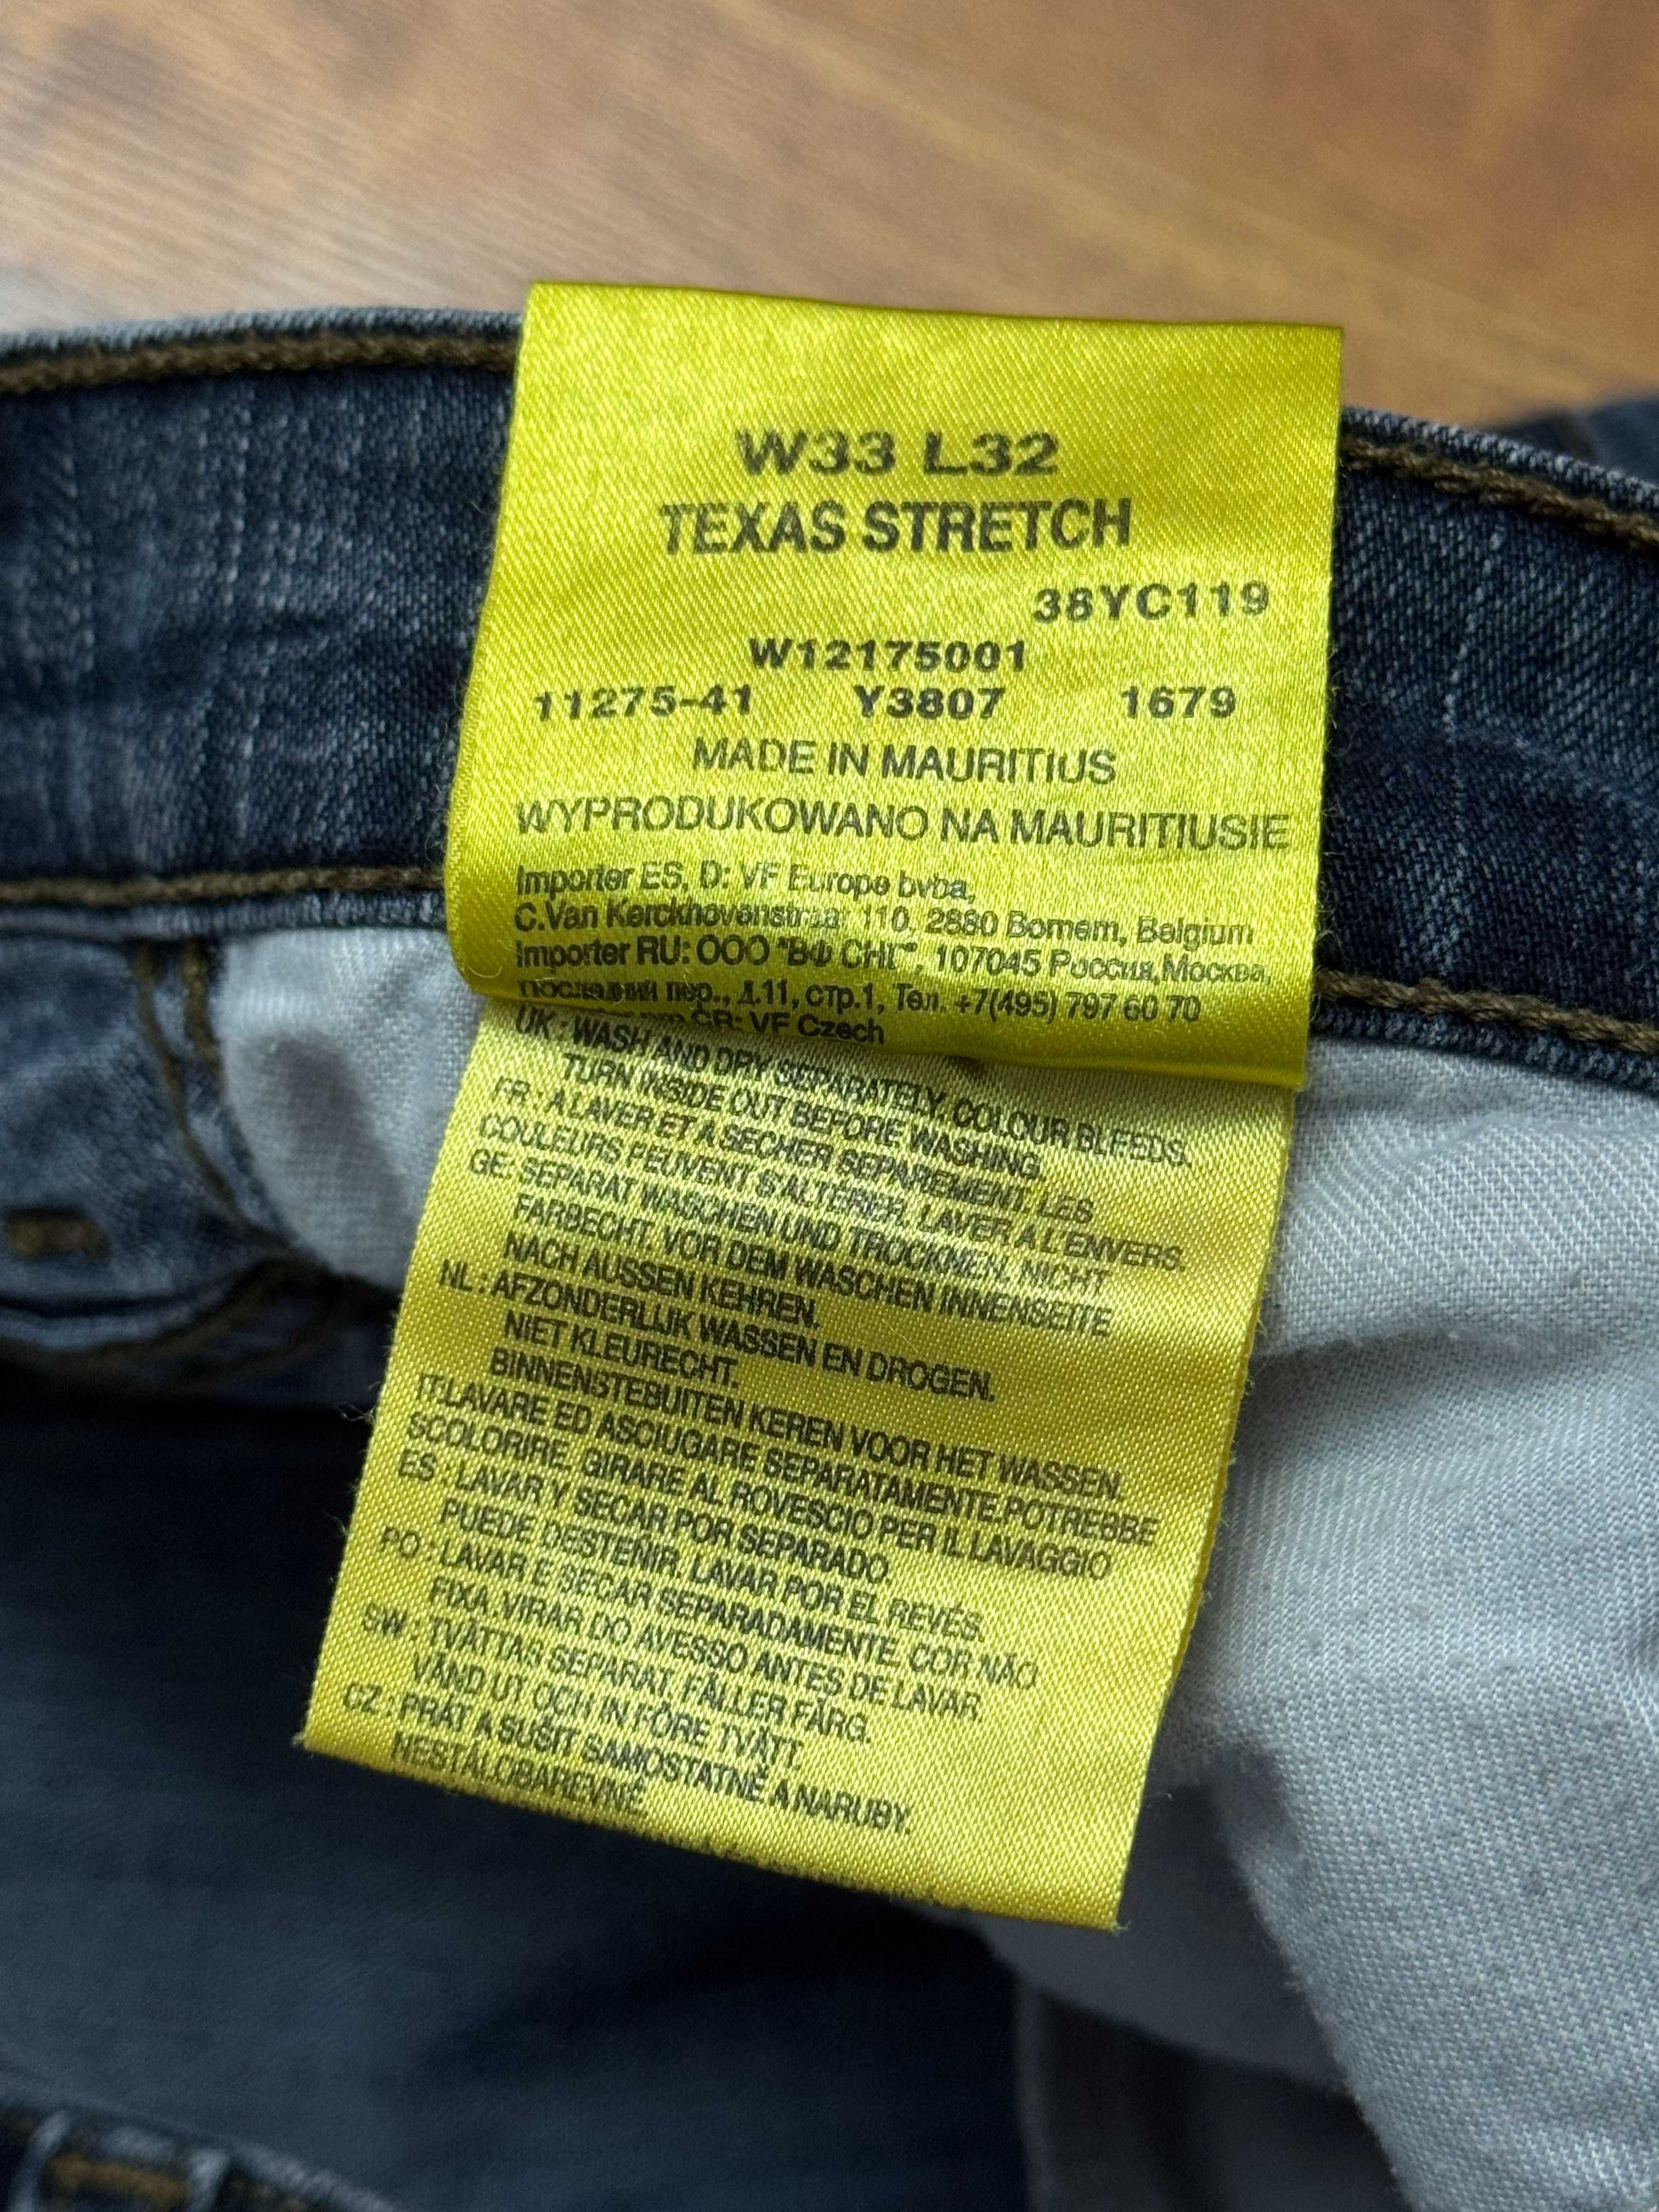 W33 L32
TEXAS STRETCH
38YC119
W12175001
11275-41 Y3807 1679
MADE IN MAURITIUS
WYPRODUKOWANO NA MAURITIUSIE
Importer ES, D: VF Europe bvba,
C.Van Kerckhovenstraat 110, 2880 Bornem, Belgium
Importer RU: ООО "ВФ СНГ", 107045 Россия,Москва,
Последний пер., д.11, стр.1, Тел. +7(495) 797 60 70
ČR: VF Czech
UK : WASH AND DRY SEPARATELY. COLOUR BLEEDS.
TURN INSIDE OUT BEFORE WASHING.
FR : A LAVER ET A SECHER SEPAREMENT. LES
COULEURS PEUVENT S'ALTERER. LAVER A L'ENVERS.
GE: SEPARAT WASCHEN UND TROCKNEN. NICHT
FARBECHT. VOR DEM WASCHEN INNENSEITE
NACH AUSSEN KEHREN.
NL : AFZONDERLIJK WASSEN EN DROGEN.
NIET KLEURECHT.
BINNENSTEBUITEN KEREN VOOR HET WASSEN.
IT:LAVARE ED ASCIUGARE SEPARATAMENTE.POTREBBE
SCOLORIRE. GIRARE AL ROVESCIO PER IL LAVAGGIO
ES : LAVAR Y SECAR POR SEPARADO.
PUEDE DESTENIR. LAVAR POR EL REVÉS.
PO : LAVAR E SECAR SEPARADAMENTE. COR NÃO
FIXA.VIRAR DO AVESSO ANTES DE LAVAR.
SW : TVÄTTAS SEPARAT, FÄLLER FÄRG.
VÄND UT OCH IN FÖRE TVÄTT.
CZ : PRÁT A SUŠIT SAMOSTATNĚ A NARUBY.
NESTÁLOBAREVNÉ.